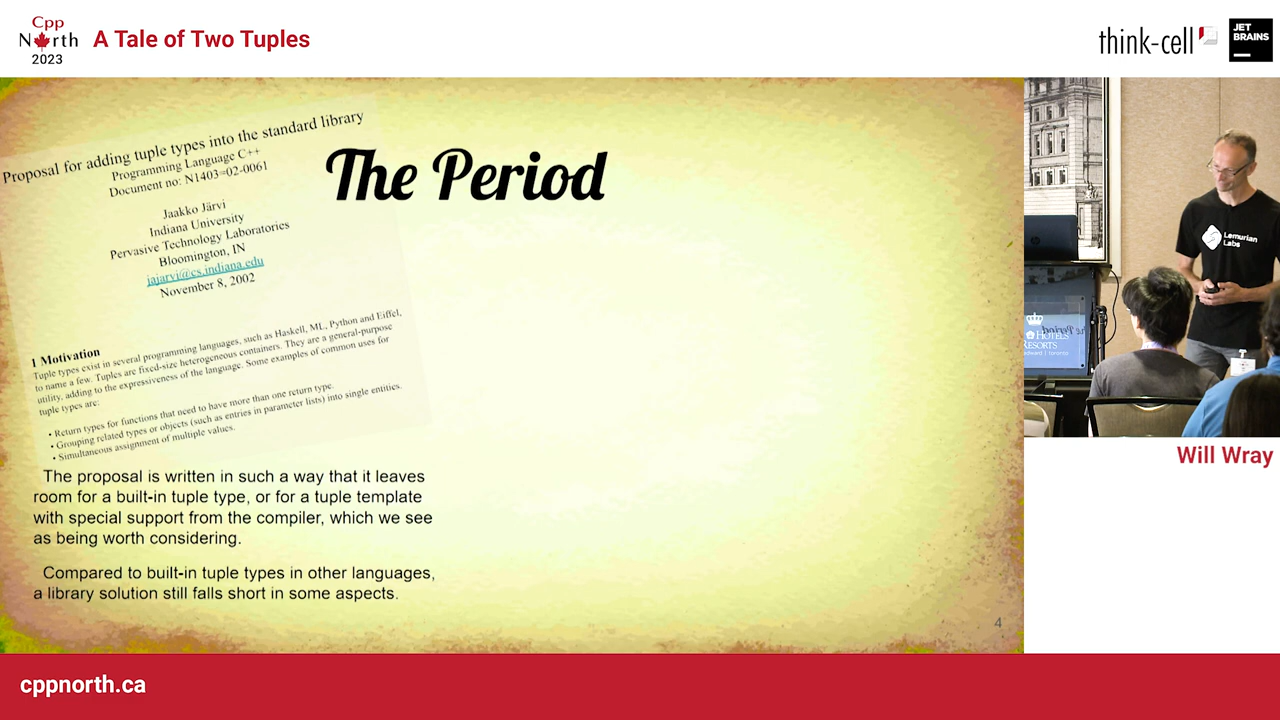 Cpp
North
2023
A Tale of Two Tuples
think-cell
JET
BRAINS
Proposal for adding tuple types into the standard library
Programming Language C++
Document no: N1403=02-0061
Jaakko Järvi
Indiana University
Pervasive Technology Laboratories
Bloomington, IN
jajarvi@cs.indiana.edu
November 8, 2002
The Period
1 Motivation
Tuple types exist in several programming languages, such as Haskell, ML, Python and Eiffel,
to name a few. Tuples are fixed-size heterogeneous containers. They are a general-purpose
utility, adding to the expressiveness of the language. Some examples of common uses for
tuple types are:
• Return types for functions that need to have more than one return type.
• Grouping related types or objects (such as entries in parameter lists) into single entities.
• Simultaneous assignment of multiple values.
The proposal is written in such a way that it leaves
room for a built-in tuple type, or for a tuple template
with special support from the compiler, which we see
as being worth considering.
Compared to built-in tuple types in other languages,
a library solution still falls short in some aspects.
4
Lemurian
Labs
HOTELS
RESORTS
Will Wray
cppnorth.ca